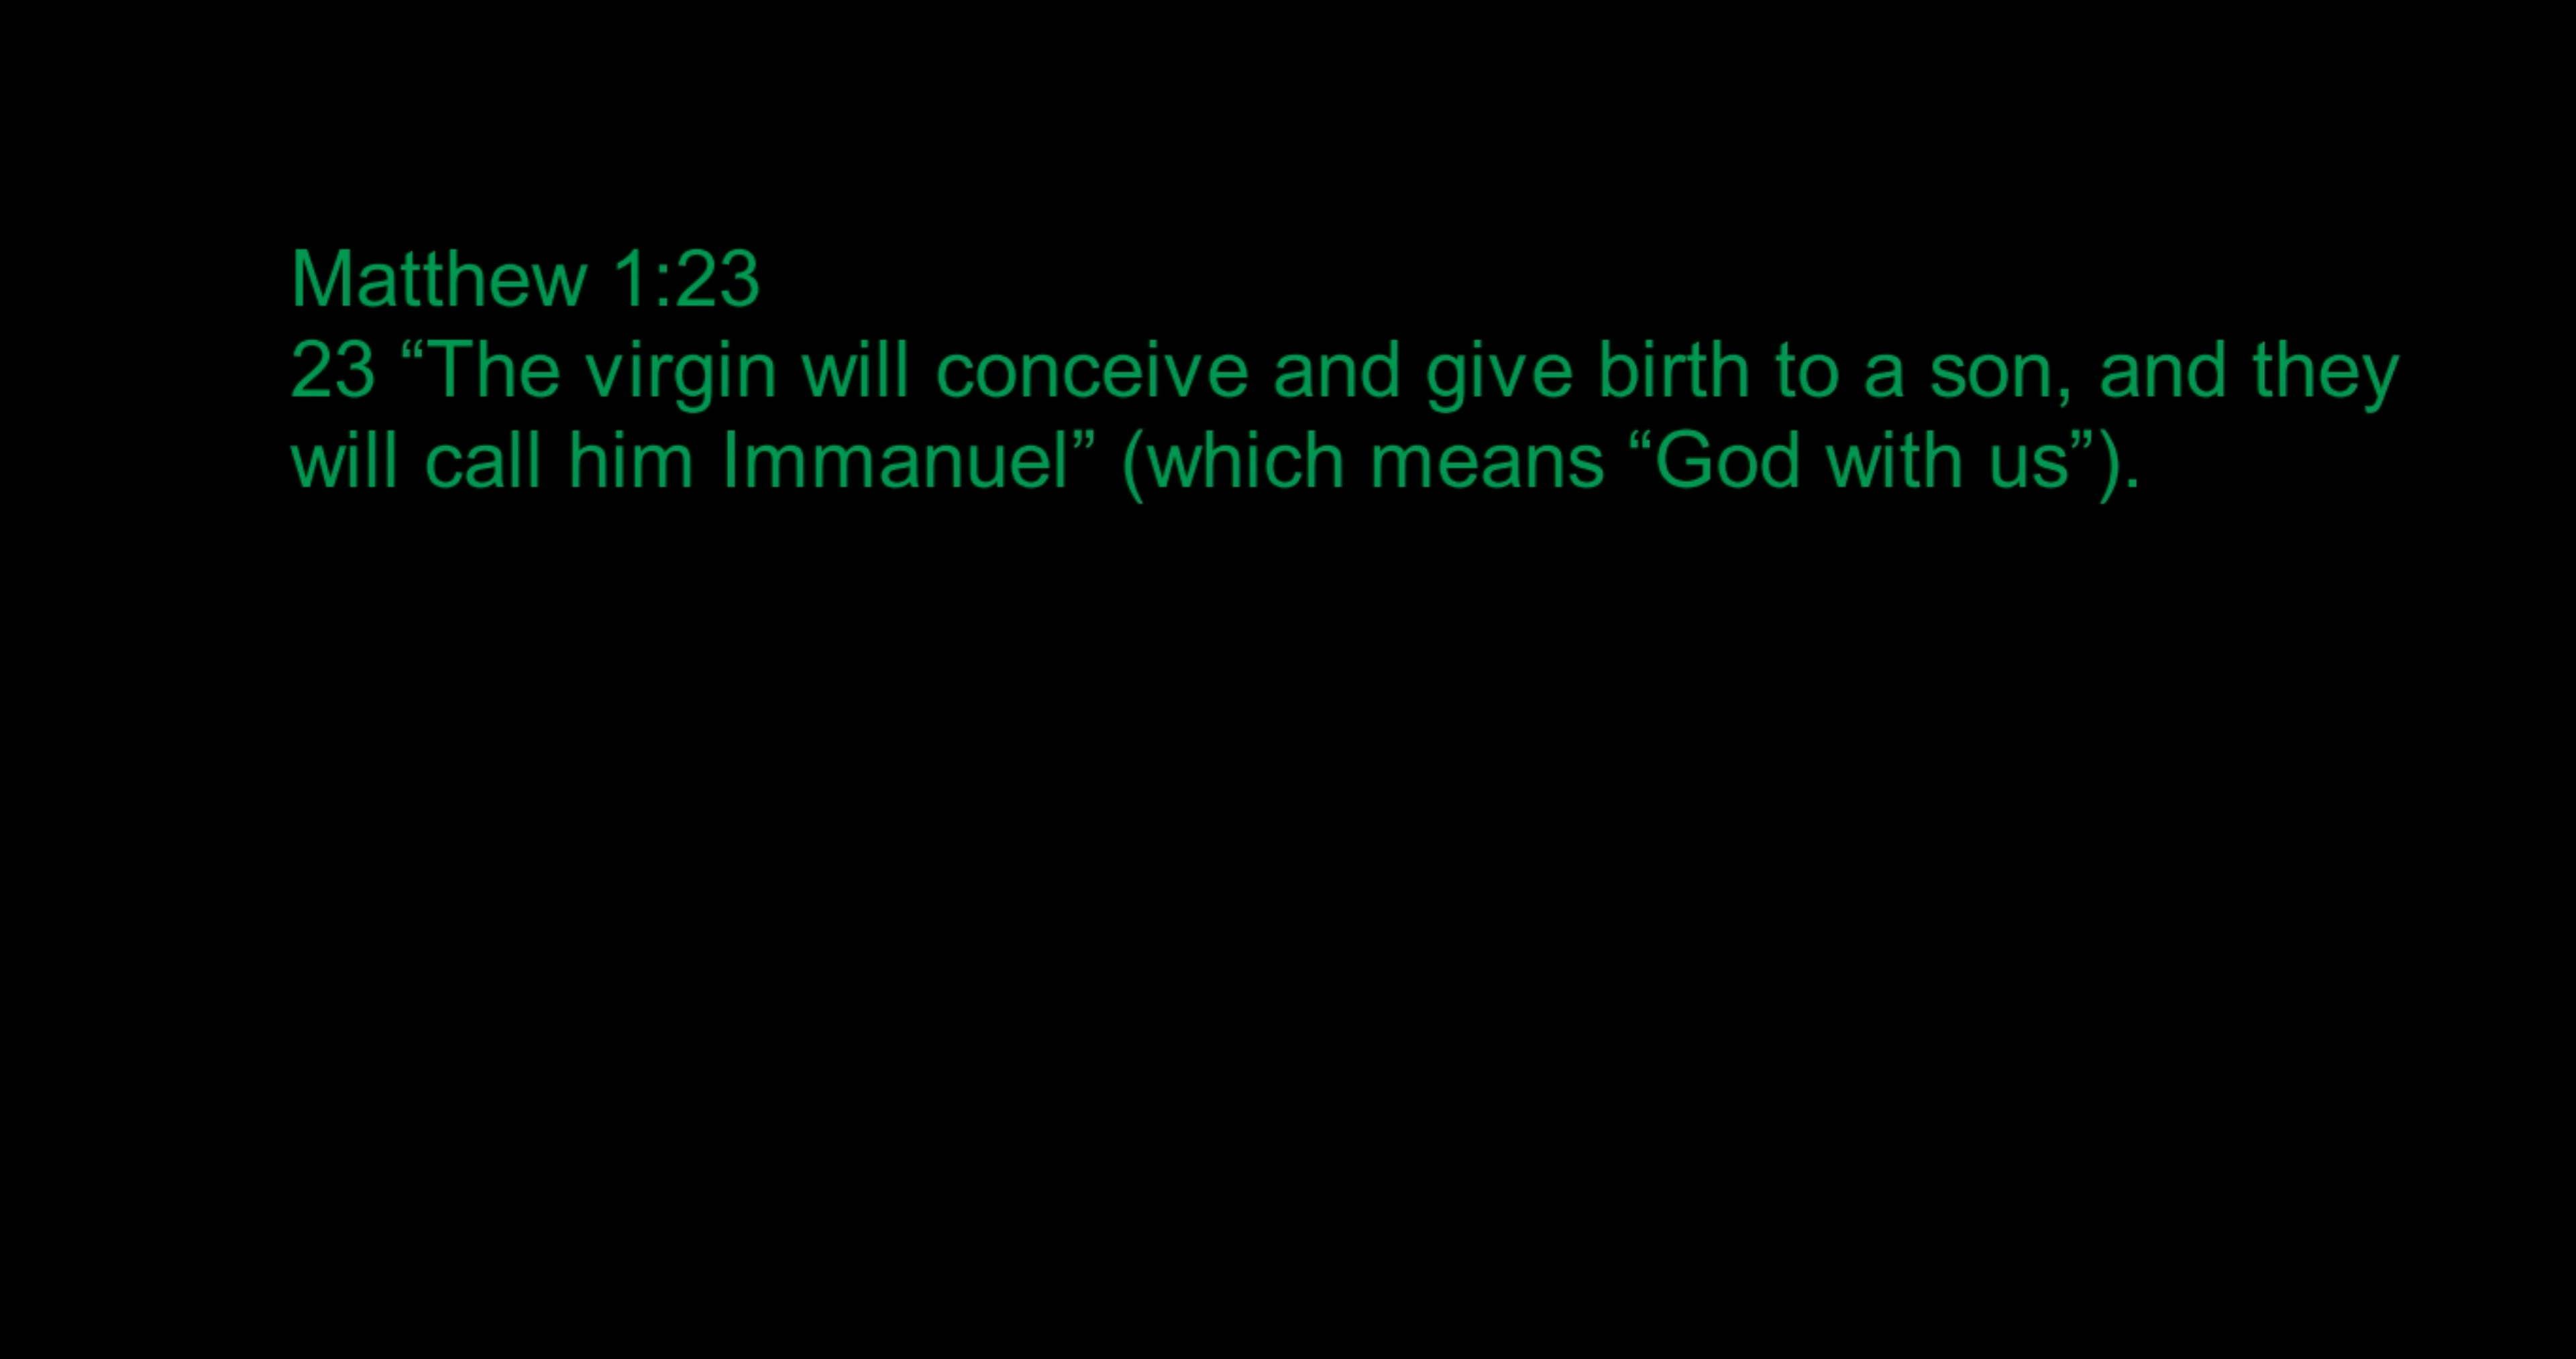 Matthew 1:23
23 “The virgin will conceive and give birth to a son, and they
will call him Immanuel” (which means “God with us”).